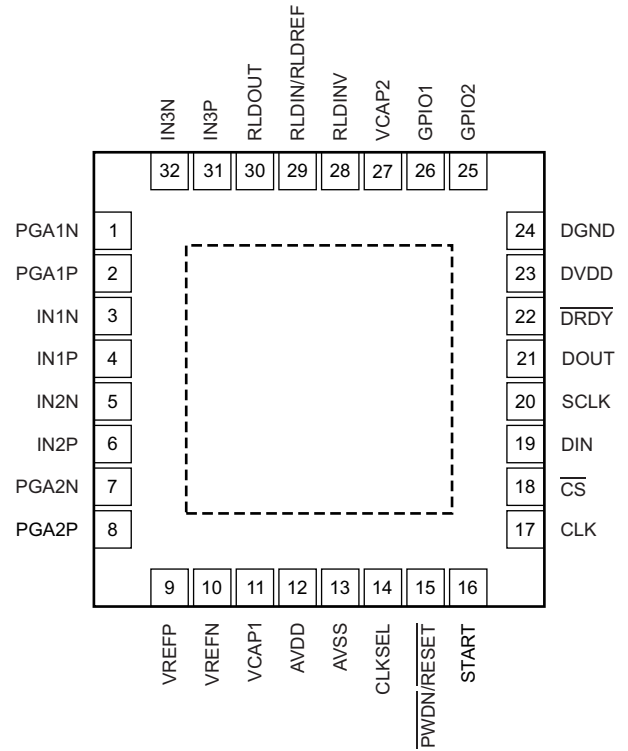 IN3N
IN3P
RLDOUT
RLDIN/RLDREF
RLDINV
VCAP2
GPIO1
GPIO2
32 31 30 29 28 27 26 25
PGA1N 1 24 DGND
PGA1P 2 23 DVDD
IN1N 3 22 DRDY
IN1P 4 21 DOUT
IN2N 5 20 SCLK
IN2P 6 19 DIN
PGA2N 7 18 CS
PGA2P 8 17 CLK
9 10 11 12 13 14 15 16
VREFP
VREFN
VCAP1
AVDD
AVSS
CLKSEL
PWDN/RESET
START